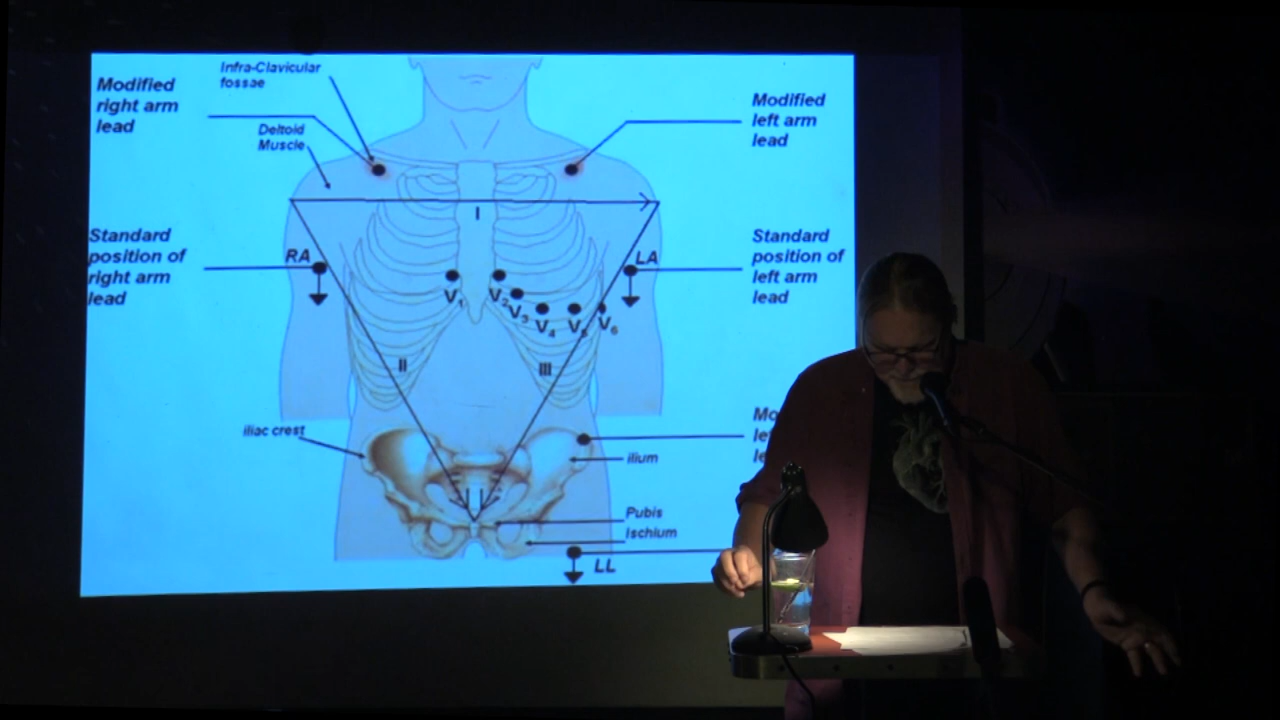 Infra-Clavicular
fossae
Modified
right arm
lead
Modified
left arm
lead
Deltoid
Muscle
I
Standard
position of
right arm
lead
RA
LA
Standard
position of
left arm
lead
V1
V2
V3
V4
V5
V6
II
III
iliac crest
ilium
Pubis
Ischium
LL